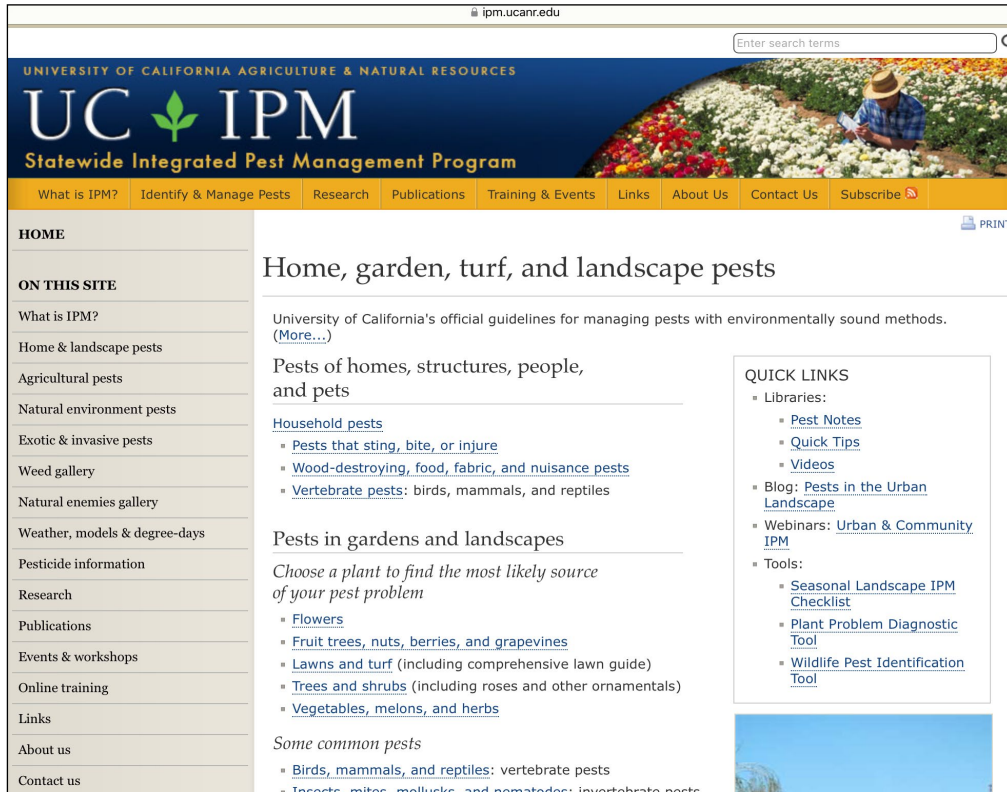 ipm.ucanr.edu
Enter search terms
UNIVERSITY OF CALIFORNIA AGRICULTURE & NATURAL RESOURCES
UC IPM
Statewide Integrated Pest Management Program
What is IPM? Identify & Manage Pests Research Publications Training & Events Links About Us Contact Us Subscribe
PRINT
HOME
ON THIS SITE
What is IPM?
Home & landscape pests
Agricultural pests
Natural environment pests
Exotic & invasive pests
Weed gallery
Natural enemies gallery
Weather, models & degree-days
Pesticide information
Research
Publications
Events & workshops
Online training
Links
About us
Contact us
Home, garden, turf, and landscape pests
University of California's official guidelines for managing pests with environmentally sound methods.
(More...)
Pests of homes, structures, people,
and pets
Household pests
Pests that sting, bite, or injure
Wood-destroying, food, fabric, and nuisance pests
Vertebrate pests: birds, mammals, and reptiles
Pests in gardens and landscapes
Choose a plant to find the most likely source
of your pest problem
Flowers
Fruit trees, nuts, berries, and grapevines
Lawns and turf (including comprehensive lawn guide)
Trees and shrubs (including roses and other ornamentals)
Vegetables, melons, and herbs
Some common pests
Birds, mammals, and reptiles: vertebrate pests
Insects, mites, mollusks, and nematodes: invertebrate pests
QUICK LINKS
Libraries:
Pest Notes
Quick Tips
Videos
Blog: Pests in the Urban
Landscape
Webinars: Urban & Community
IPM
Tools:
Seasonal Landscape IPM
Checklist
Plant Problem Diagnostic
Tool
Wildlife Pest Identification
Tool